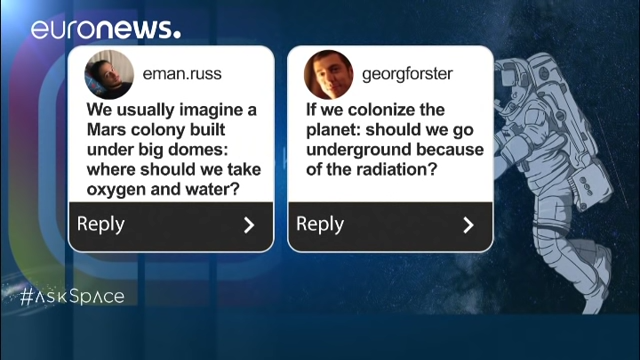 euronews.
eman.russ
We usually imagine a
Mars colony built
under big domes:
where should we take
oxygen and water?
Reply
georgforster
If we colonize the
planet: should we go
underground because
of the radiation?
Reply
#AskSpace